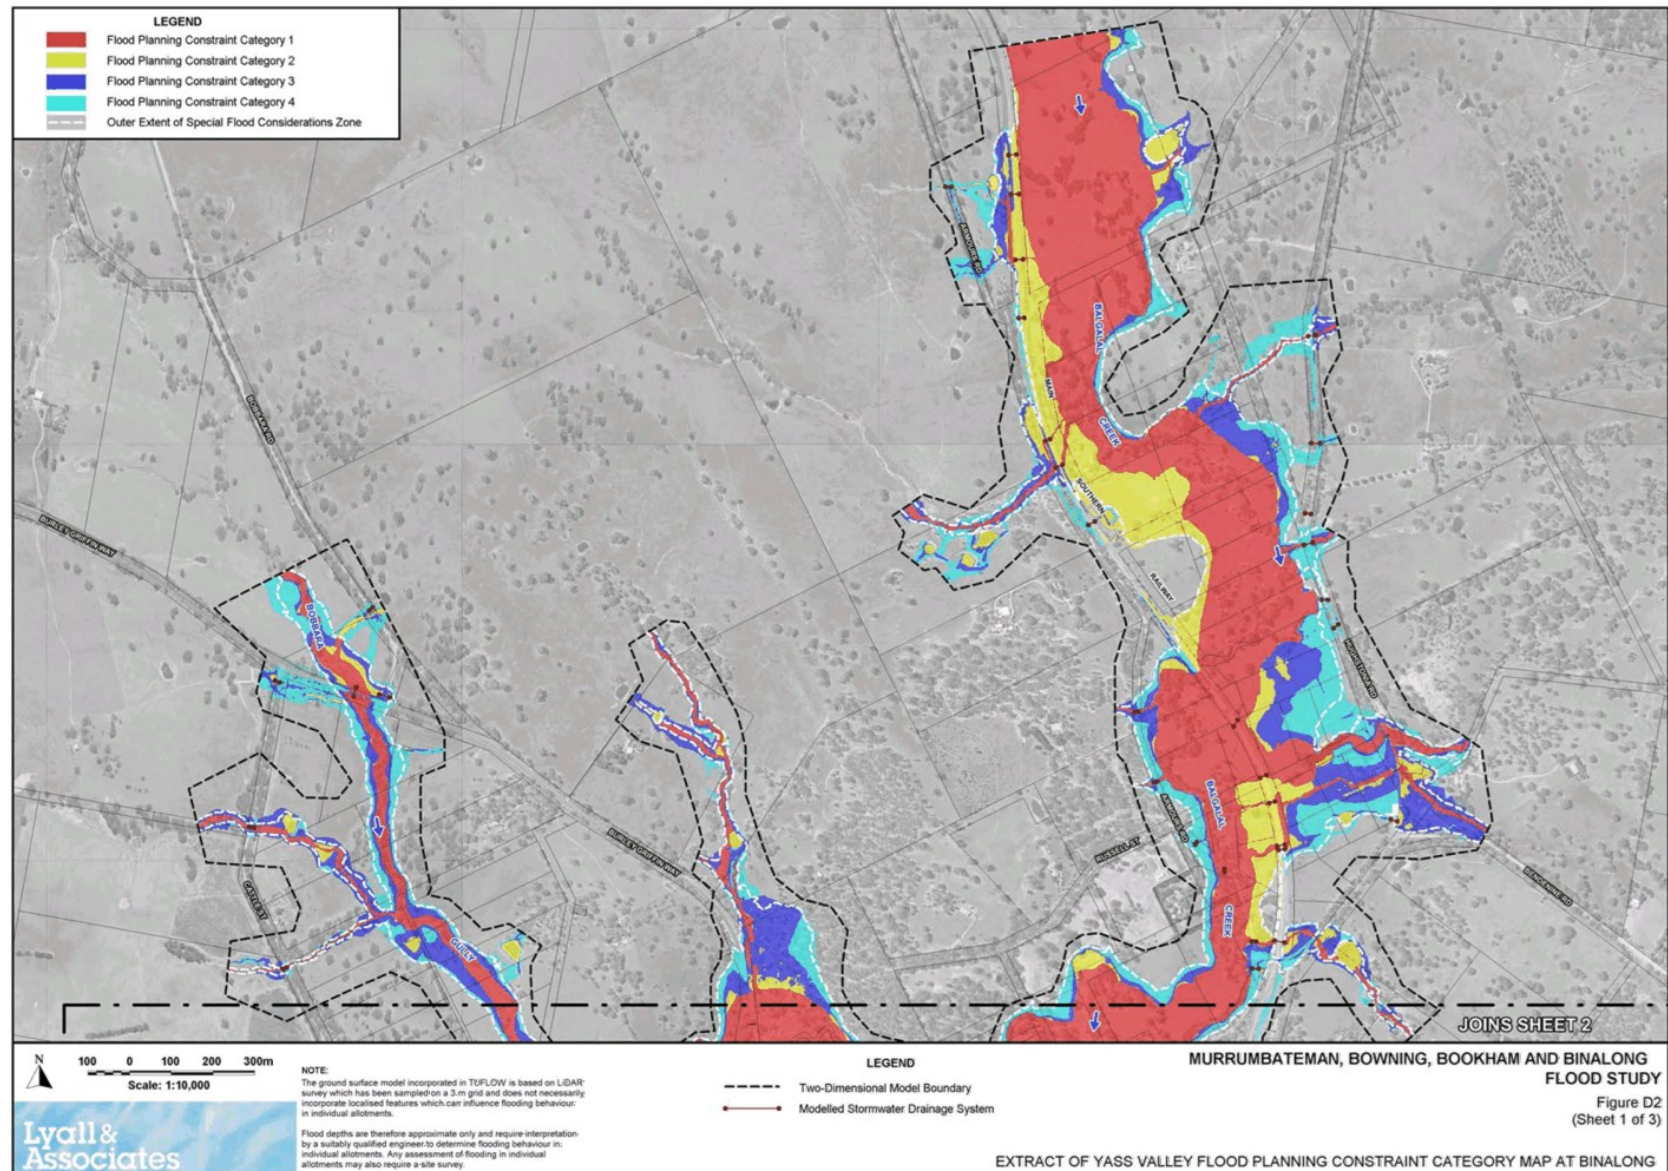 LEGEND
Flood Planning Constraint Category 1
Flood Planning Constraint Category 2
Flood Planning Constraint Category 3
Flood Planning Constraint Category 4
Outer Extent of Special Flood Considerations Zone
ARMOURS RD
BALGALAL
MAIN
CREEK
BOBBARA RD
SOUTHERN
BURLEY GRIFFIN WAY
RAILWAY
BOBBARA
HUGHSTONIA RD
BALGALAL
ARMOURS RD
BURLEY GRIFFIN WAY
RUSSELL ST
BENDENINE RD
CATTLE ST
CREEK
GULLY
JOINS SHEET 2
N
100 0 100 200 300m
Scale: 1:10,000
NOTE:
The ground surface model incorporated in TUFLOW is based on LiDAR
survey which has been sampled on a 3 m grid and does not necessarily
incorporate localised features which can influence flooding behaviour
in individual allotments.
Flood depths are therefore approximate only and require interpretation
by a suitably qualified engineer to determine flooding behaviour in
individual allotments. Any assessment of flooding in individual
allotments may also require a site survey.
LEGEND
Two-Dimensional Model Boundary
Modelled Stormwater Drainage System
MURRUMBATEMAN, BOWNING, BOOKHAM AND BINALONG
FLOOD STUDY
Figure D2
(Sheet 1 of 3)
EXTRACT OF YASS VALLEY FLOOD PLANNING CONSTRAINT CATEGORY MAP AT BINALONG
Lyall &
Associates